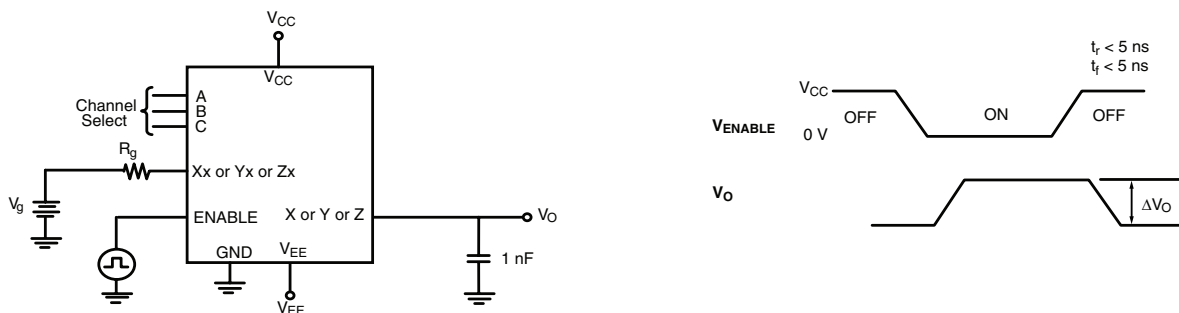 VCC
VCC
A
B
C
Channel
Select
Rg
Xx or Yx or Zx
Vg
ENABLE
X or Y or Z
VO
GND
VEE
1 nF
VEE
tr < 5 ns
tf < 5 ns
VCC
OFF
ON
OFF
VENABLE
0 V
VO
ΔVO